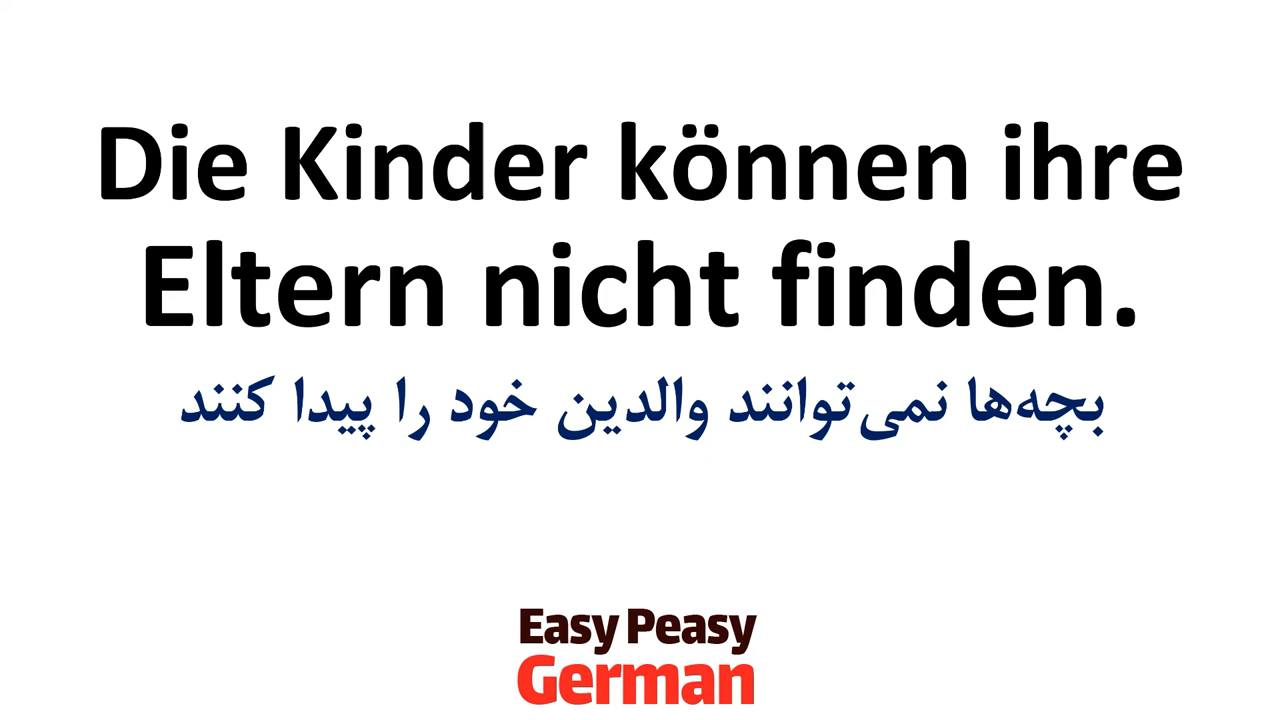 Die Kinder können ihre
Eltern nicht finden.
بچه‌ها نمی‌توانند والدین خود را پیدا کنند
Easy Peasy
German